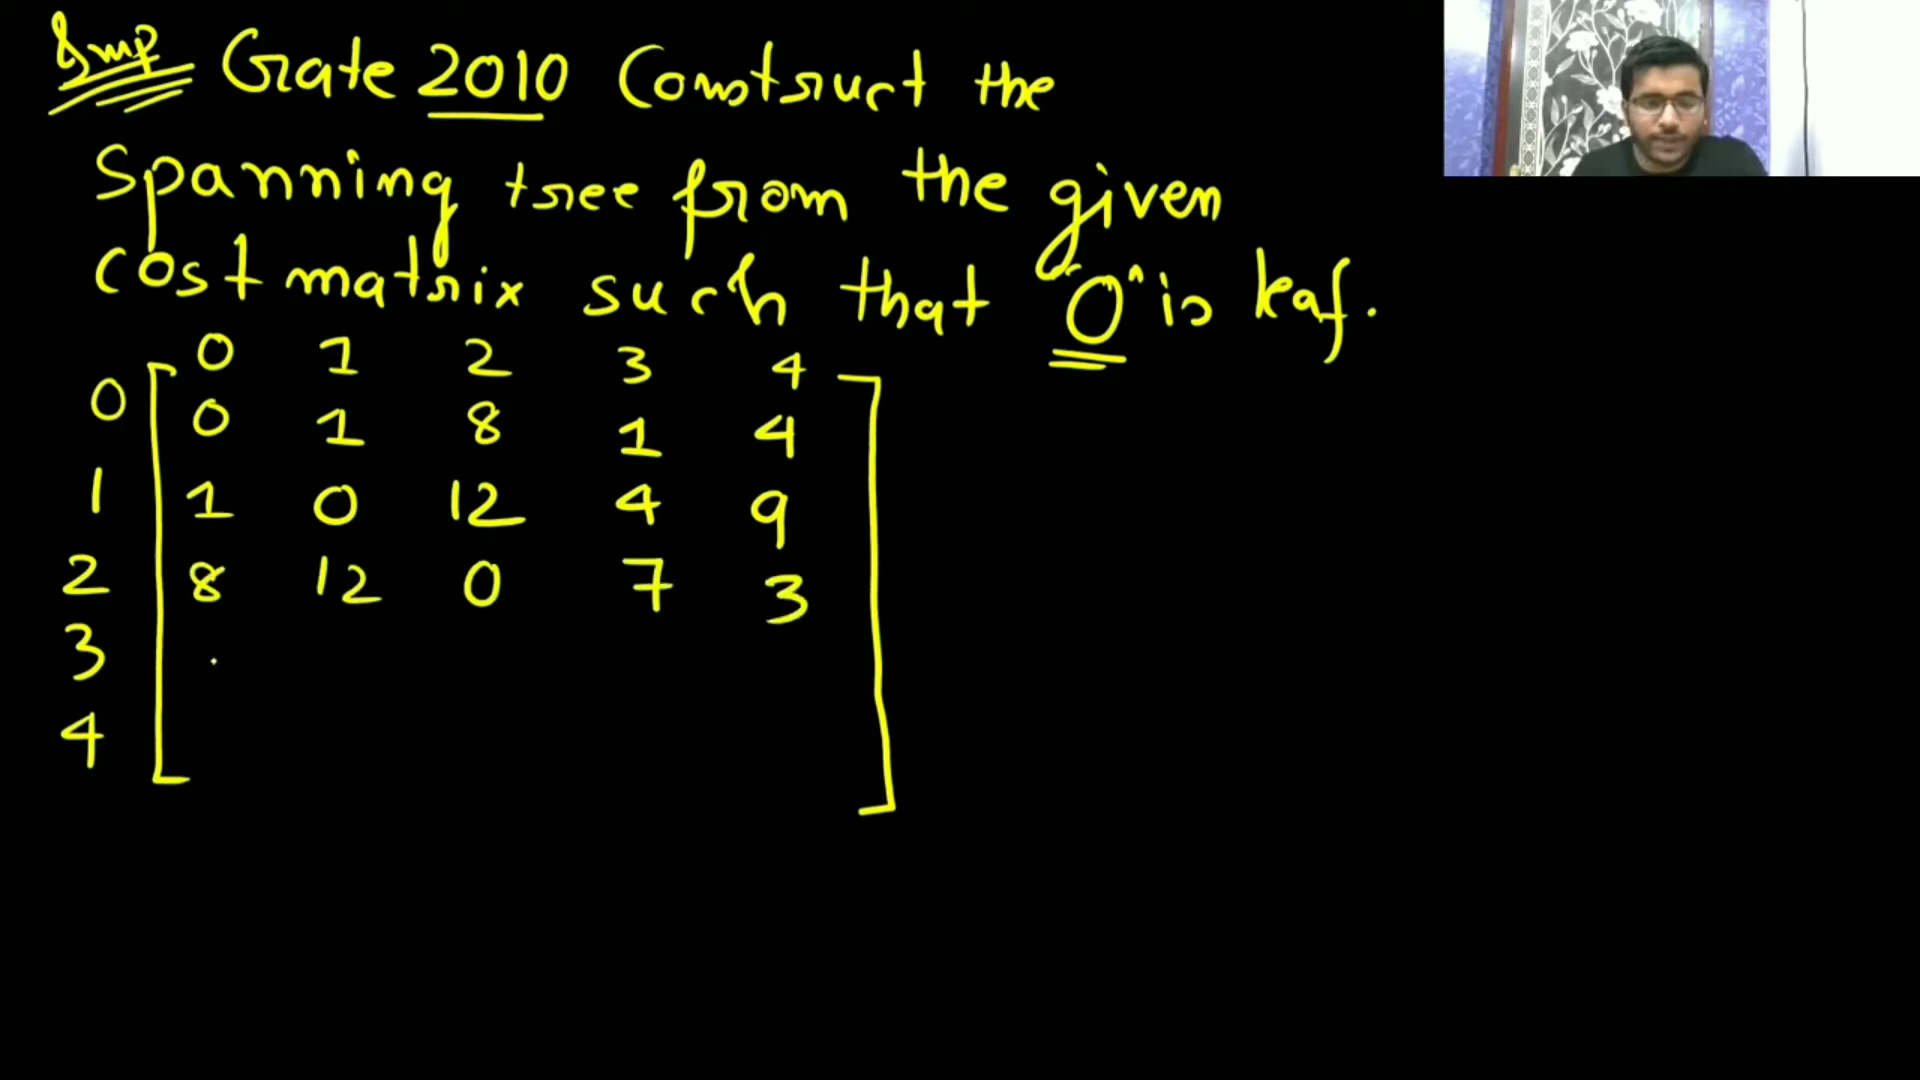 Imp Gate 2010 Construct the
spanning tree from the given
cost matrix such that "0" is leaf.
0 1 2 3 4
0 0 1 8 1 4
1 1 0 12 4 9
2 8 12 0 7 3
3
4